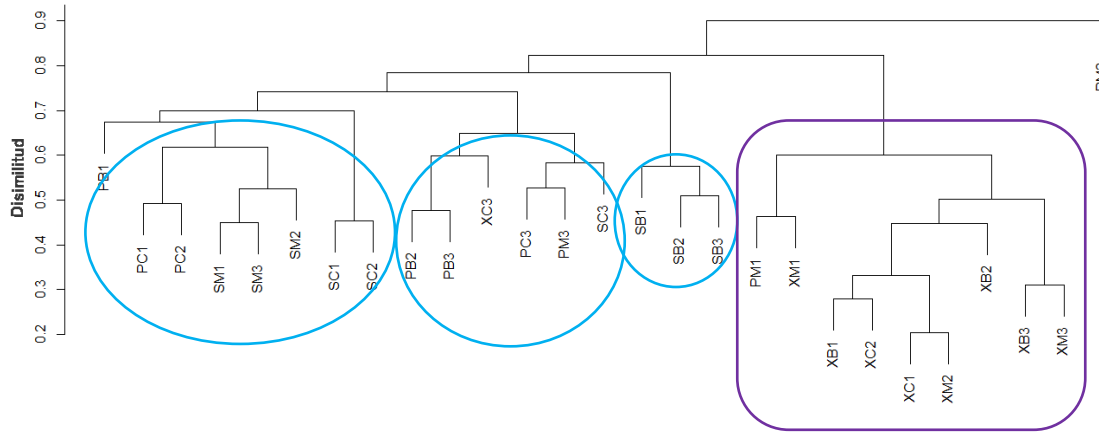 Disimilitud
0.9
0.8
0.7
0.6
0.5
0.4
0.3
0.2
PB1
PC1
PC2
SM1
SM3
SM2
SC1
SC2
PB2
PB3
XC3
PC3
PM3
SC3
SB1
SB2
SB3
PM1
XM1
XB1
XC2
XC1
XM2
XB2
XB3
XM3